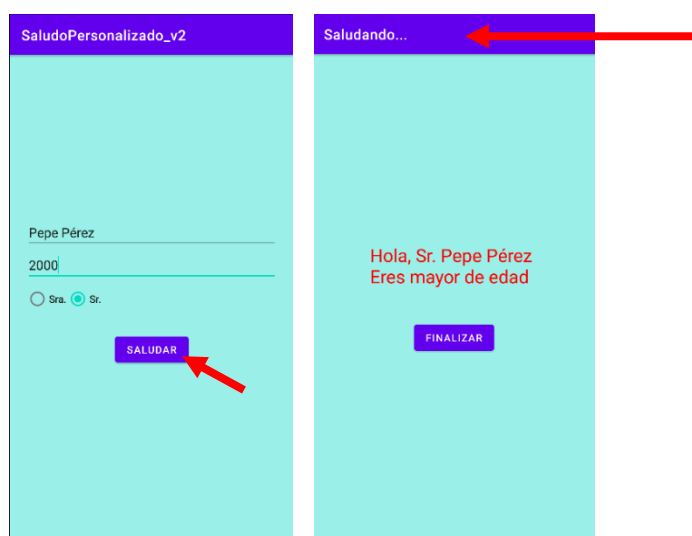 SaludoPersonalizado_v2
Pepe Pérez
2000
Sra. Sr.
SALUDAR
Saludando...
Hola, Sr. Pepe Pérez
Eres mayor de edad
FINALIZAR